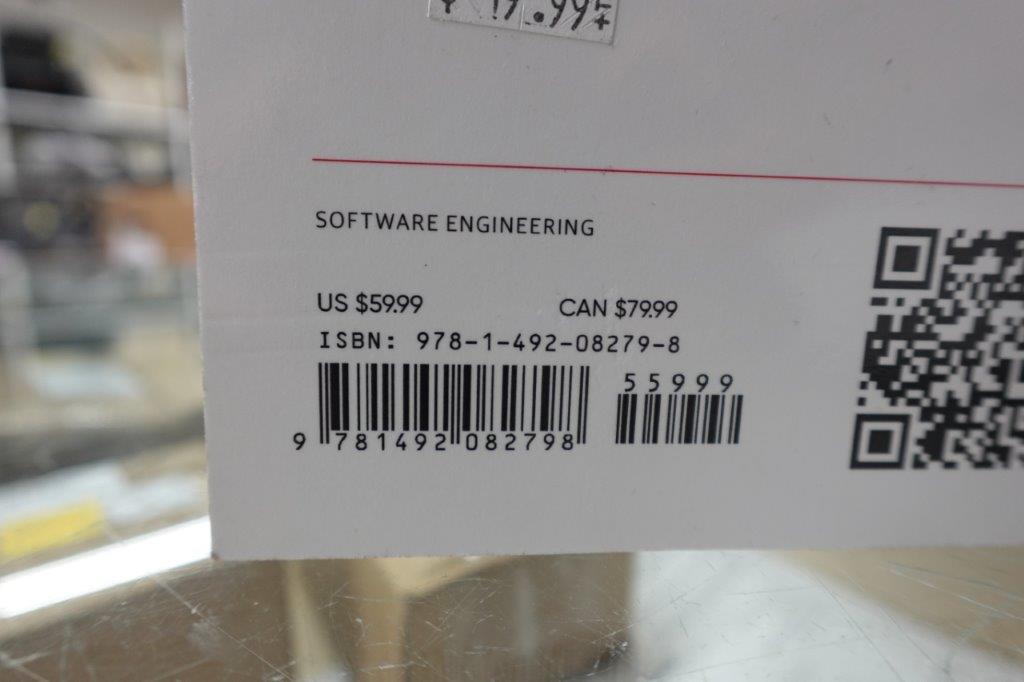 SOFTWARE ENGINEERING
US $59.99 CAN $79.99
ISBN: 978-1-492-08279-8
55999
9 781492 082798